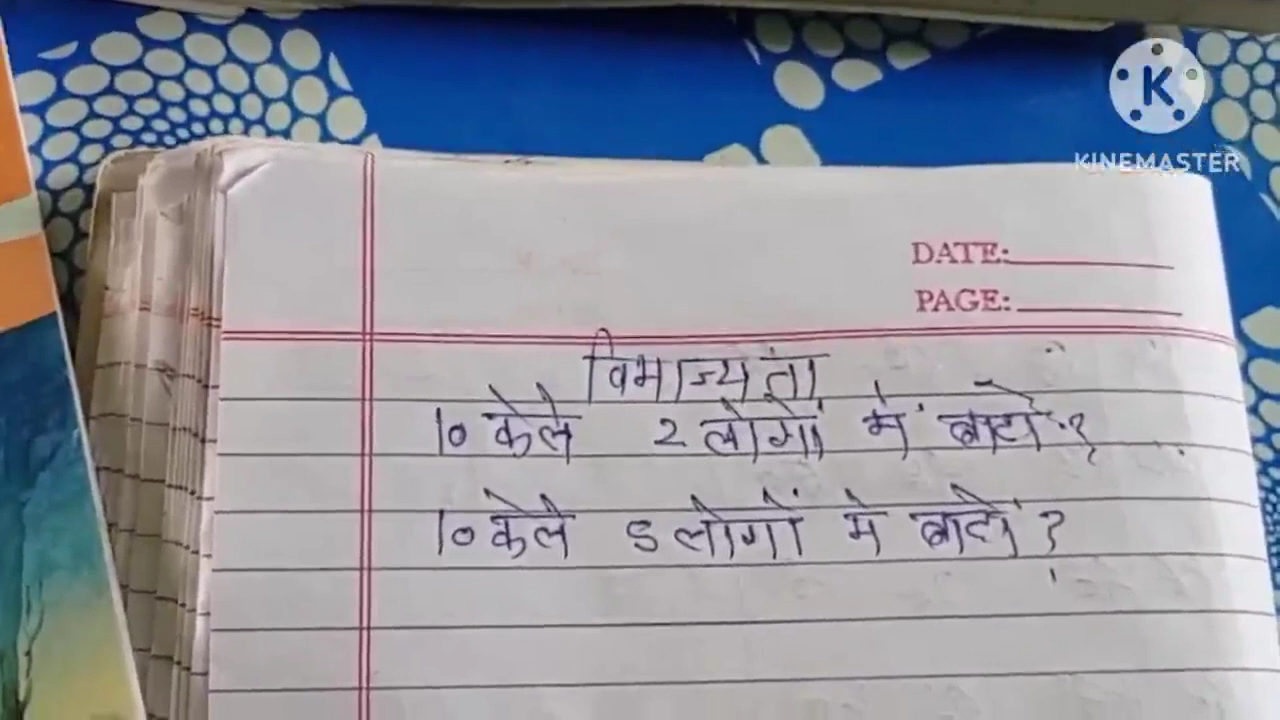 K
KINEMASTER
DATE:
PAGE:
विभाज्यता
10 केले 2 लोगों में बाटो ?
10 केले 5 लोगों मे बाटों ?